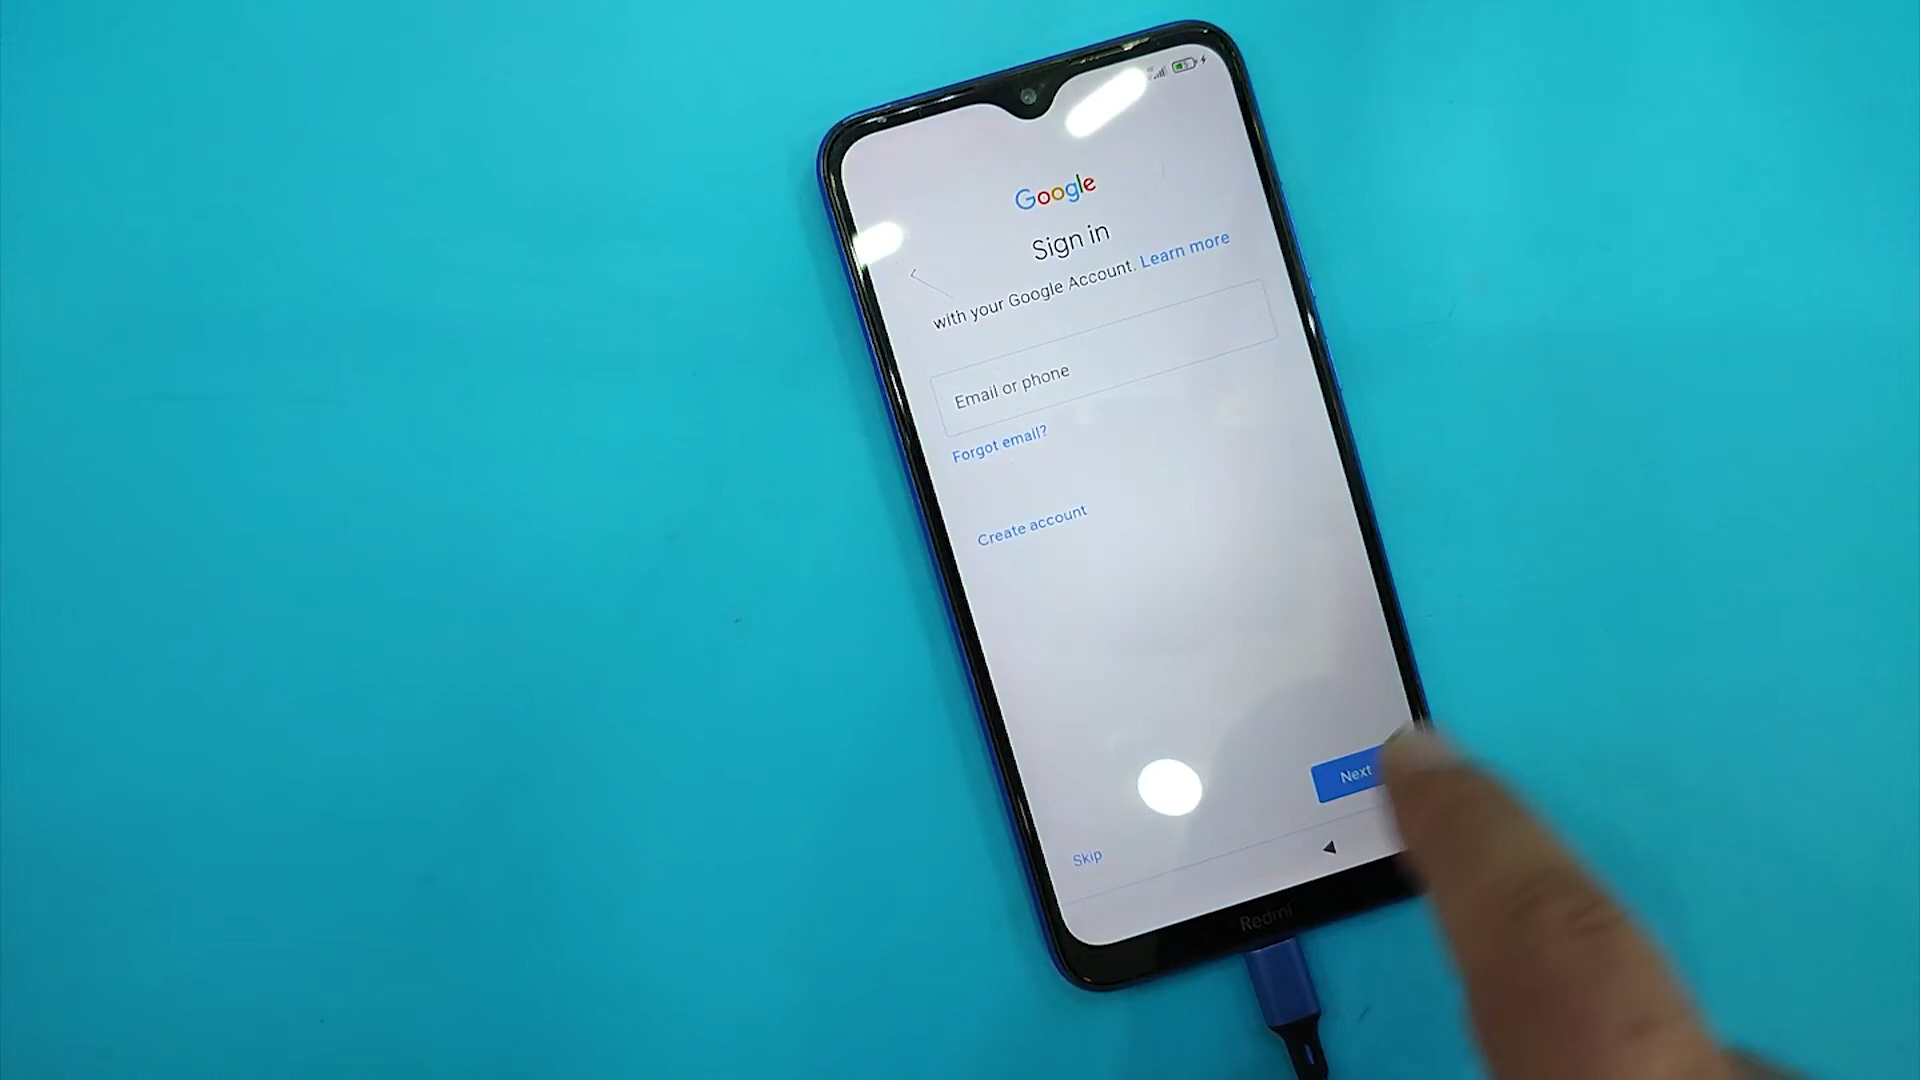 Google
Sign in
with your Google Account. Learn more
Email or phone
Forgot email?
Create account
Next
Skip
Redmi